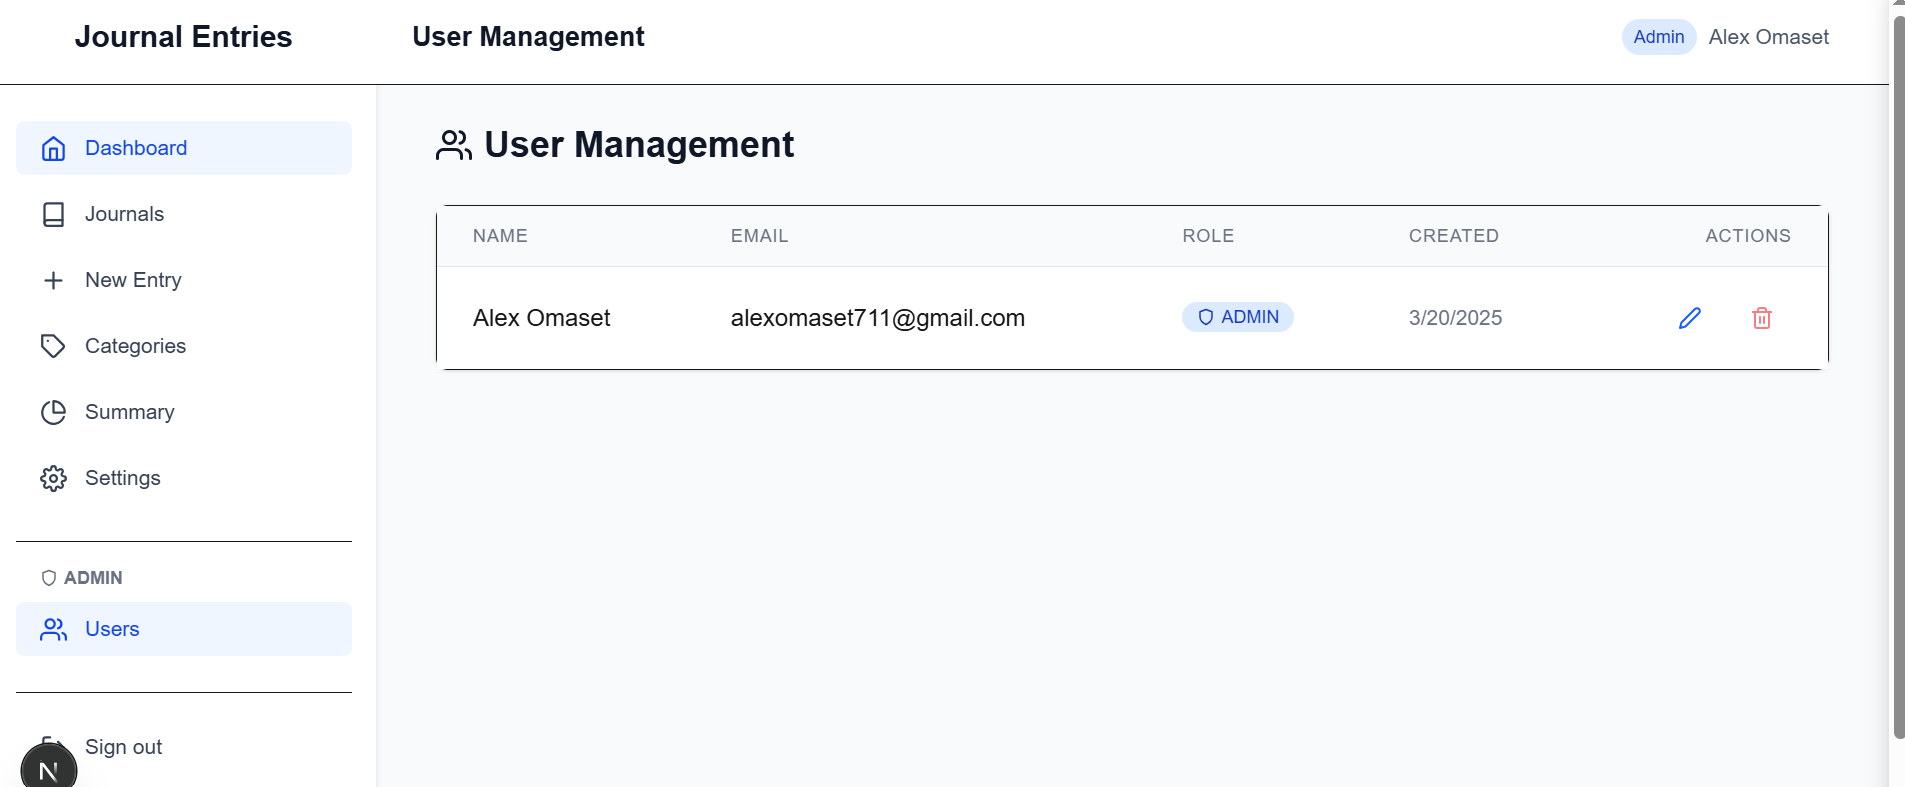 Journal Entries
User Management
Admin Alex Omaset
Dashboard
Journals
New Entry
Categories
Summary
Settings
ADMIN
Users
Sign out
N
User Management
NAME EMAIL ROLE CREATED ACTIONS
Alex Omaset alexomaset711@gmail.com ADMIN 3/20/2025